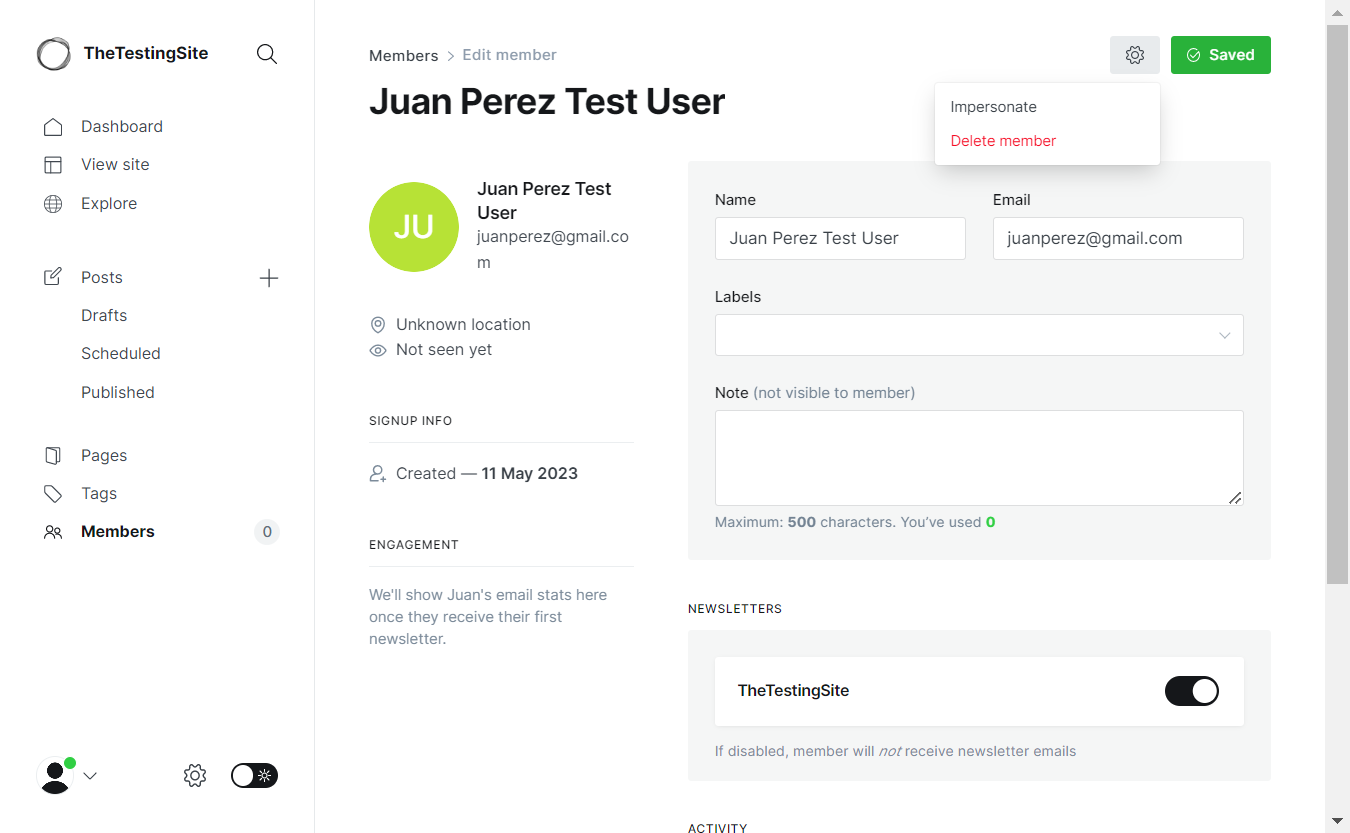 TheTestingSite
Dashboard
View site
Explore
Posts
Drafts
Scheduled
Published
Pages
Tags
Members 0
Members > Edit member
Saved
Juan Perez Test User
Impersonate
Delete member
JU
Juan Perez Test
User
juanperez@gmail.co
m
Unknown location
Not seen yet
SIGNUP INFO
Created — 11 May 2023
ENGAGEMENT
We'll show Juan's email stats here
once they receive their first
newsletter.
Name
Juan Perez Test User
Email
juanperez@gmail.com
Labels
Note (not visible to member)
Maximum: 500 characters. You’ve used 0
NEWSLETTERS
TheTestingSite
If disabled, member will not receive newsletter emails
ACTIVITY